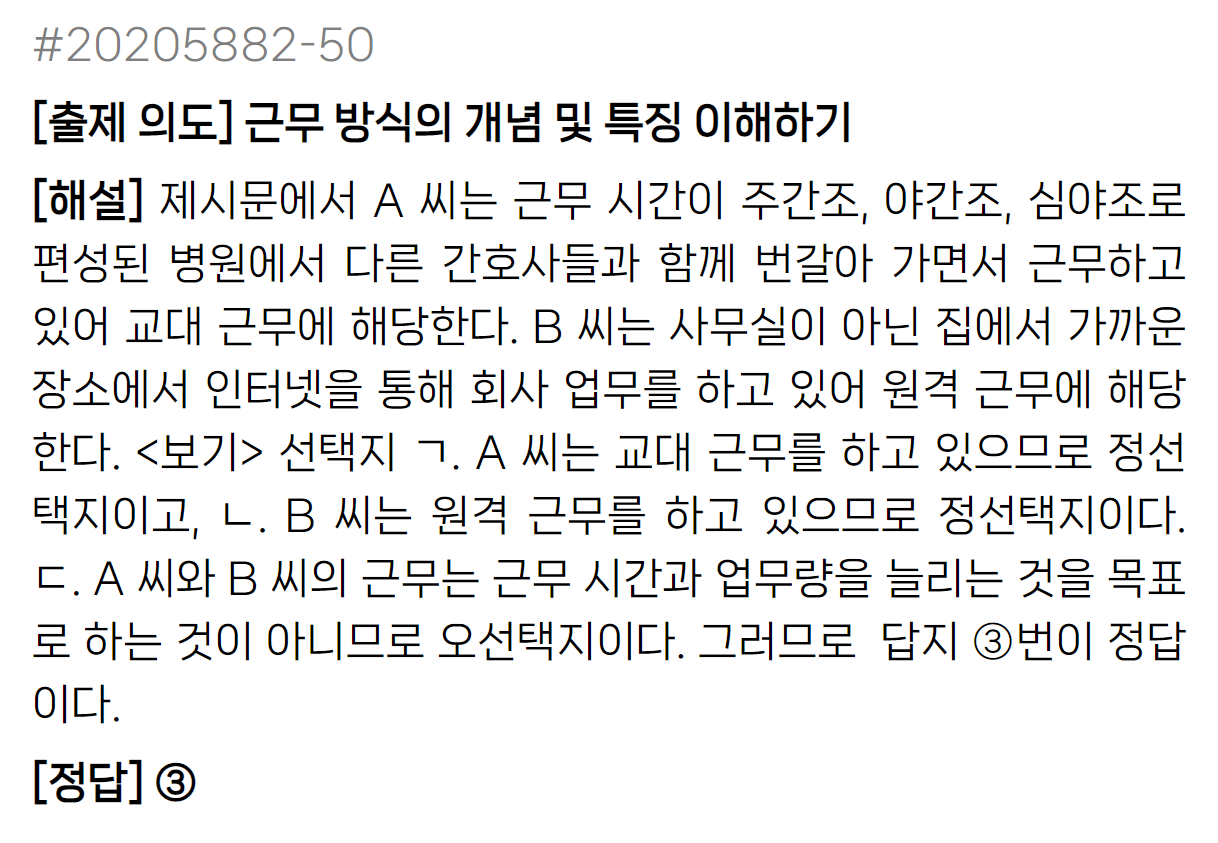 #20205882-50
[출제 의도] 근무 방식의 개념 및 특징 이해하기
[해설] 제시문에서 A 씨는 근무 시간이 주간조, 야간조, 심야조로
편성된 병원에서 다른 간호사들과 함께 번갈아 가면서 근무하고
있어 교대 근무에 해당한다. B 씨는 사무실이 아닌 집에서 가까운
장소에서 인터넷을 통해 회사 업무를 하고 있어 원격 근무에 해당
한다. <보기> 선택지 ㄱ. A 씨는 교대 근무를 하고 있으므로 정선
택지이고, ㄴ. B 씨는 원격 근무를 하고 있으므로 정선택지이다.
ㄷ. A 씨와 B 씨의 근무는 근무 시간과 업무량을 늘리는 것을 목표
로 하는 것이 아니므로 오선택지이다. 그러므로 답지 ③번이 정답
이다.
[정답] ③